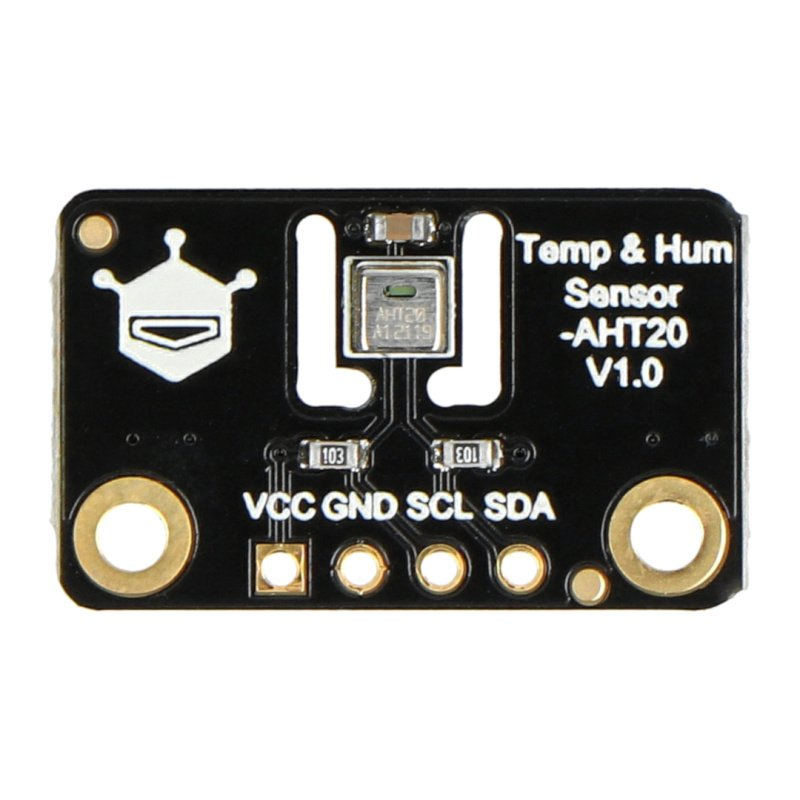 Temp & Hum
Sensor
-AHT20
V1.0
AHT20
A12119
103
103
VCC GND SCL SDA